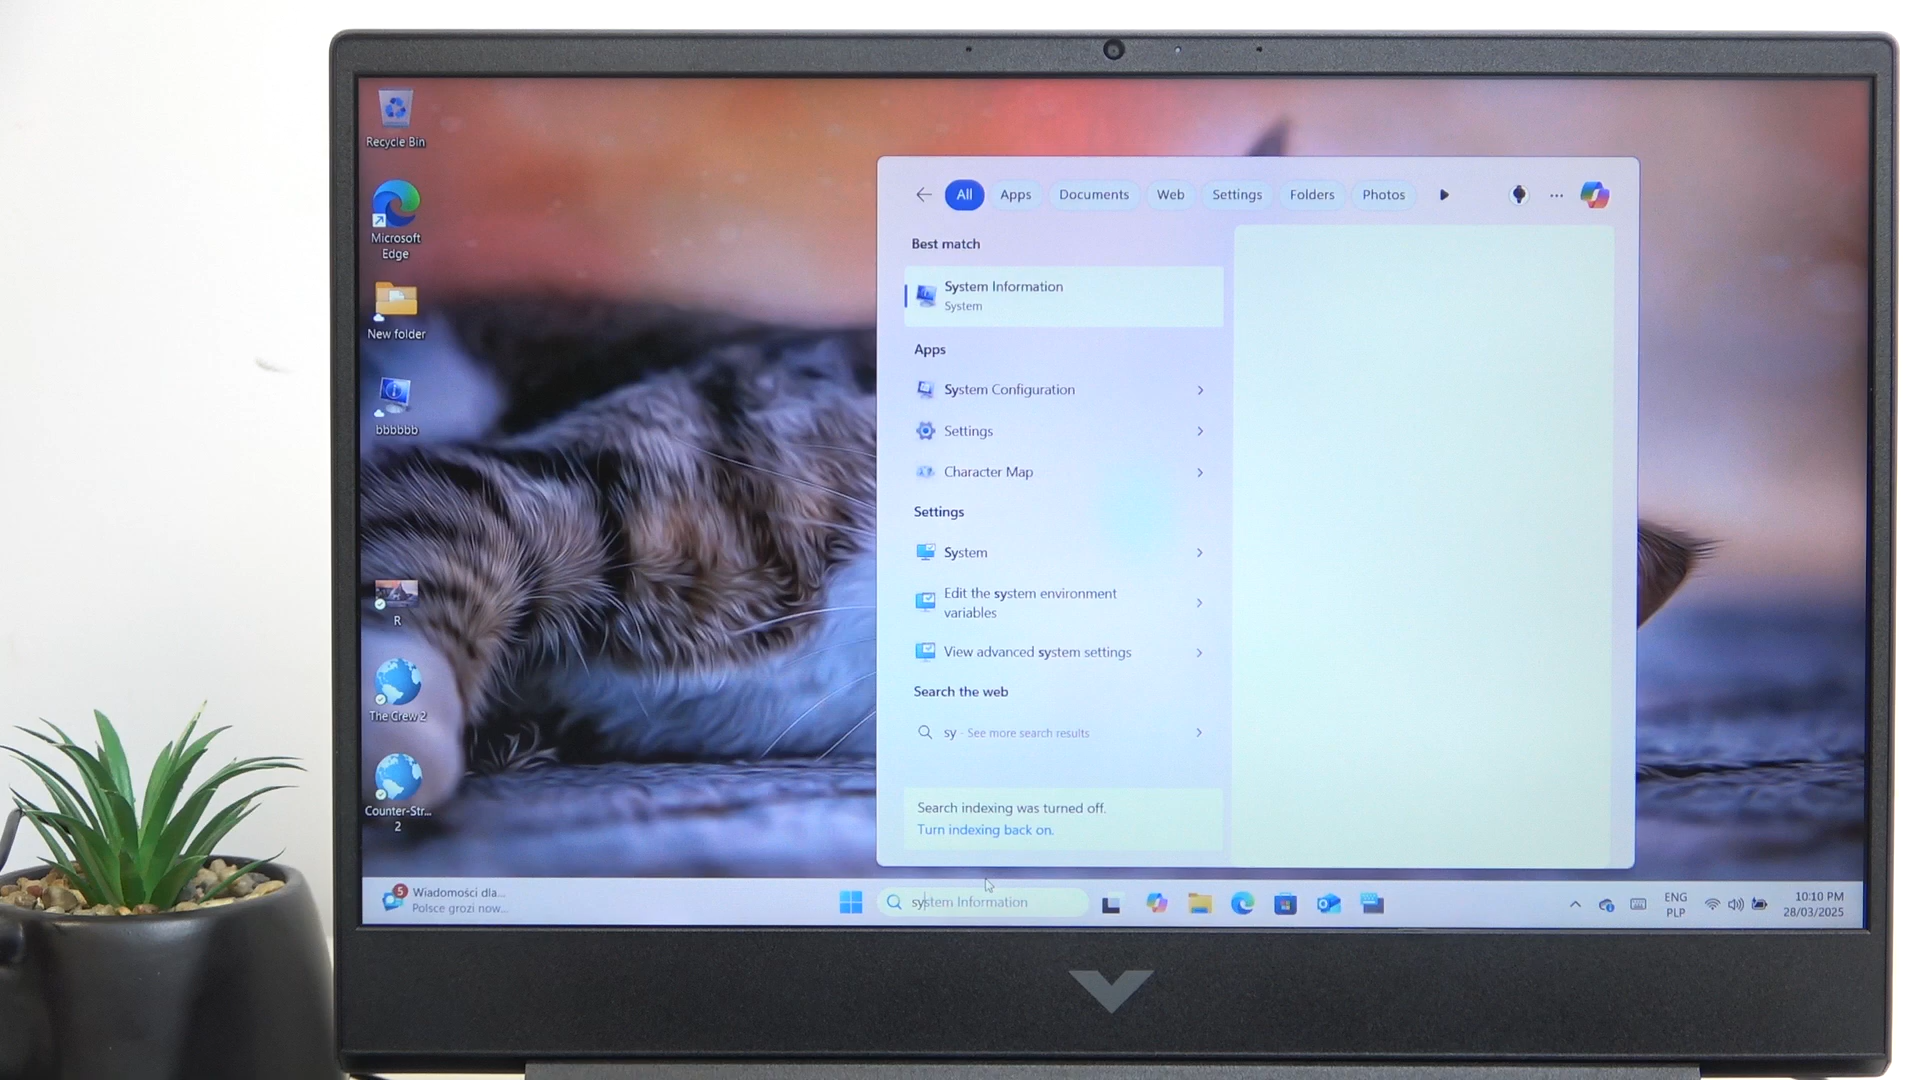 Recycle Bin
Microsoft
Edge
New folder
bbbbbb
R
The Crew 2
Counter-Str...
2
All
Apps
Documents
Web
Settings
Folders
Photos
Best match
System Information
System
Apps
System Configuration
Settings
Character Map
Settings
System
Edit the system environment
variables
View advanced system settings
Search the web
sy - See more search results
Search indexing was turned off.
Turn indexing back on.
5
Wiadomości dla...
Polsce grozi now...
system Information
ENG
PLP
10:10 PM
28/03/2025